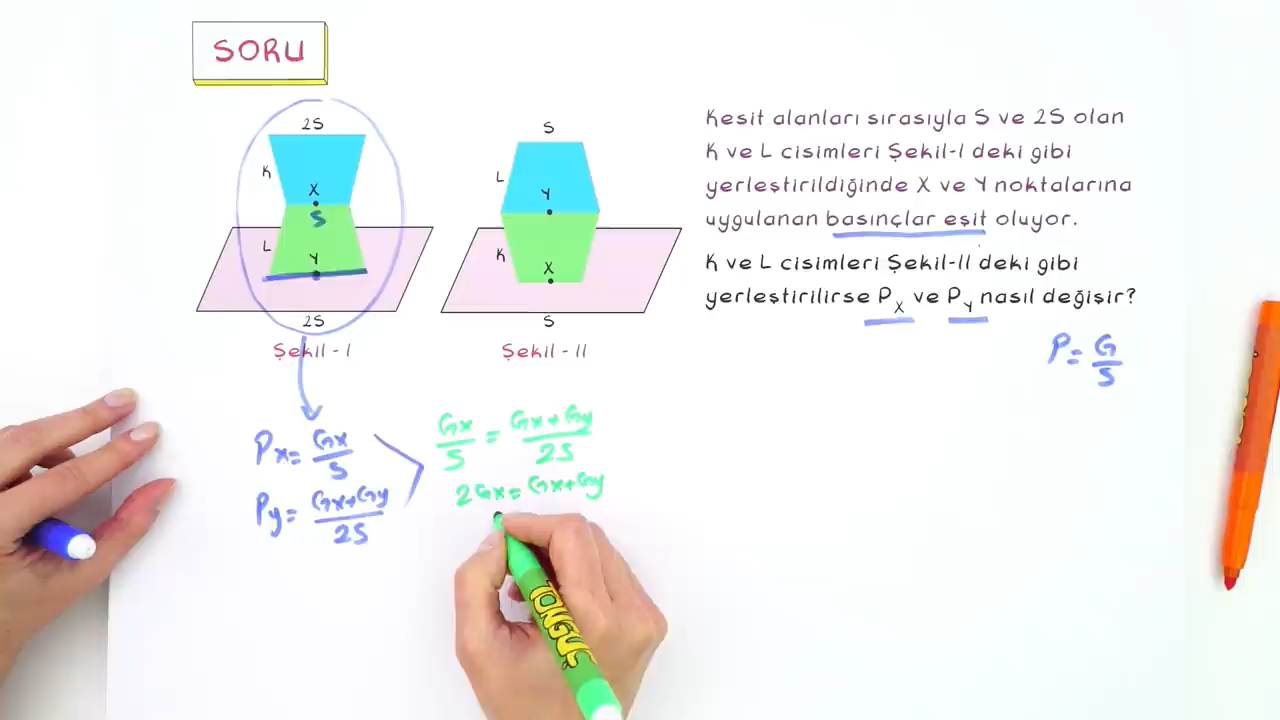 SORU
2S
K
X
S
L
Y
2S
Şekil-I
S
L
Y
K
X
S
Şekil-II
Kesit alanları sırasıyla S ve 2S olan
K ve L cisimleri Şekil-I deki gibi
yerleştirildiğinde X ve Y noktalarına
uygulanan basınçlar eşit oluyor.
K ve L cisimleri Şekil-II deki gibi
yerleştirilirse PX ve PY nasıl değişir?
P = G/S
Px = Gx/S
Py = Gx+Gy/2S
Gx/S = Gx+Gy/2S
2Gx = Gx+Gy
TONGUÇ